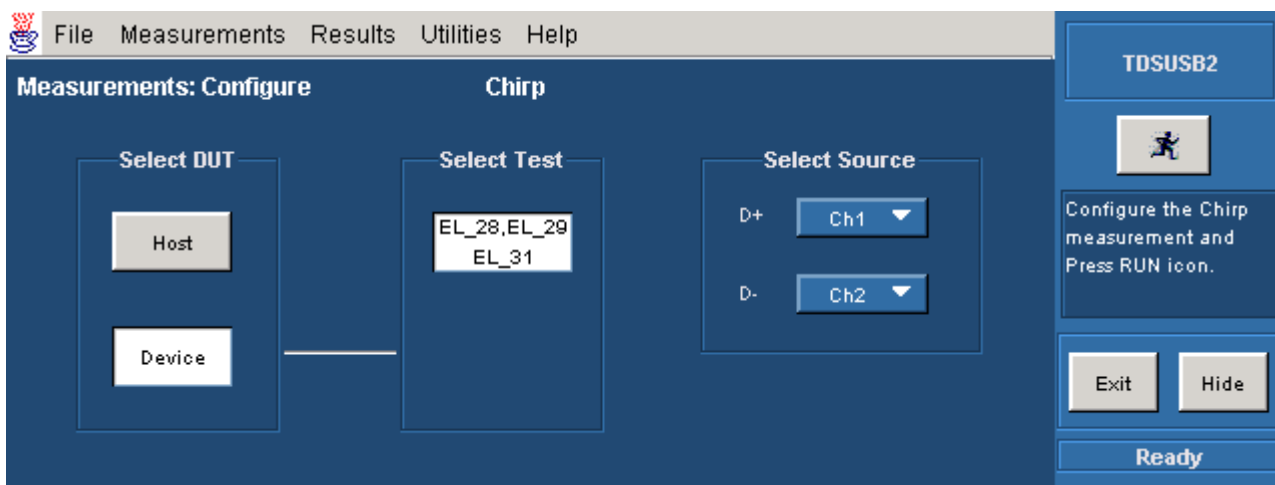 File Measurements Results Utilities Help
TDSUSB2
Measurements: Configure Chirp
Select DUT
Select Test
Select Source
Host
EL_28,EL_29
EL_31
D+ Ch1
D- Ch2
Device
Configure the Chirp
measurement and
Press RUN icon.
Exit Hide
Ready